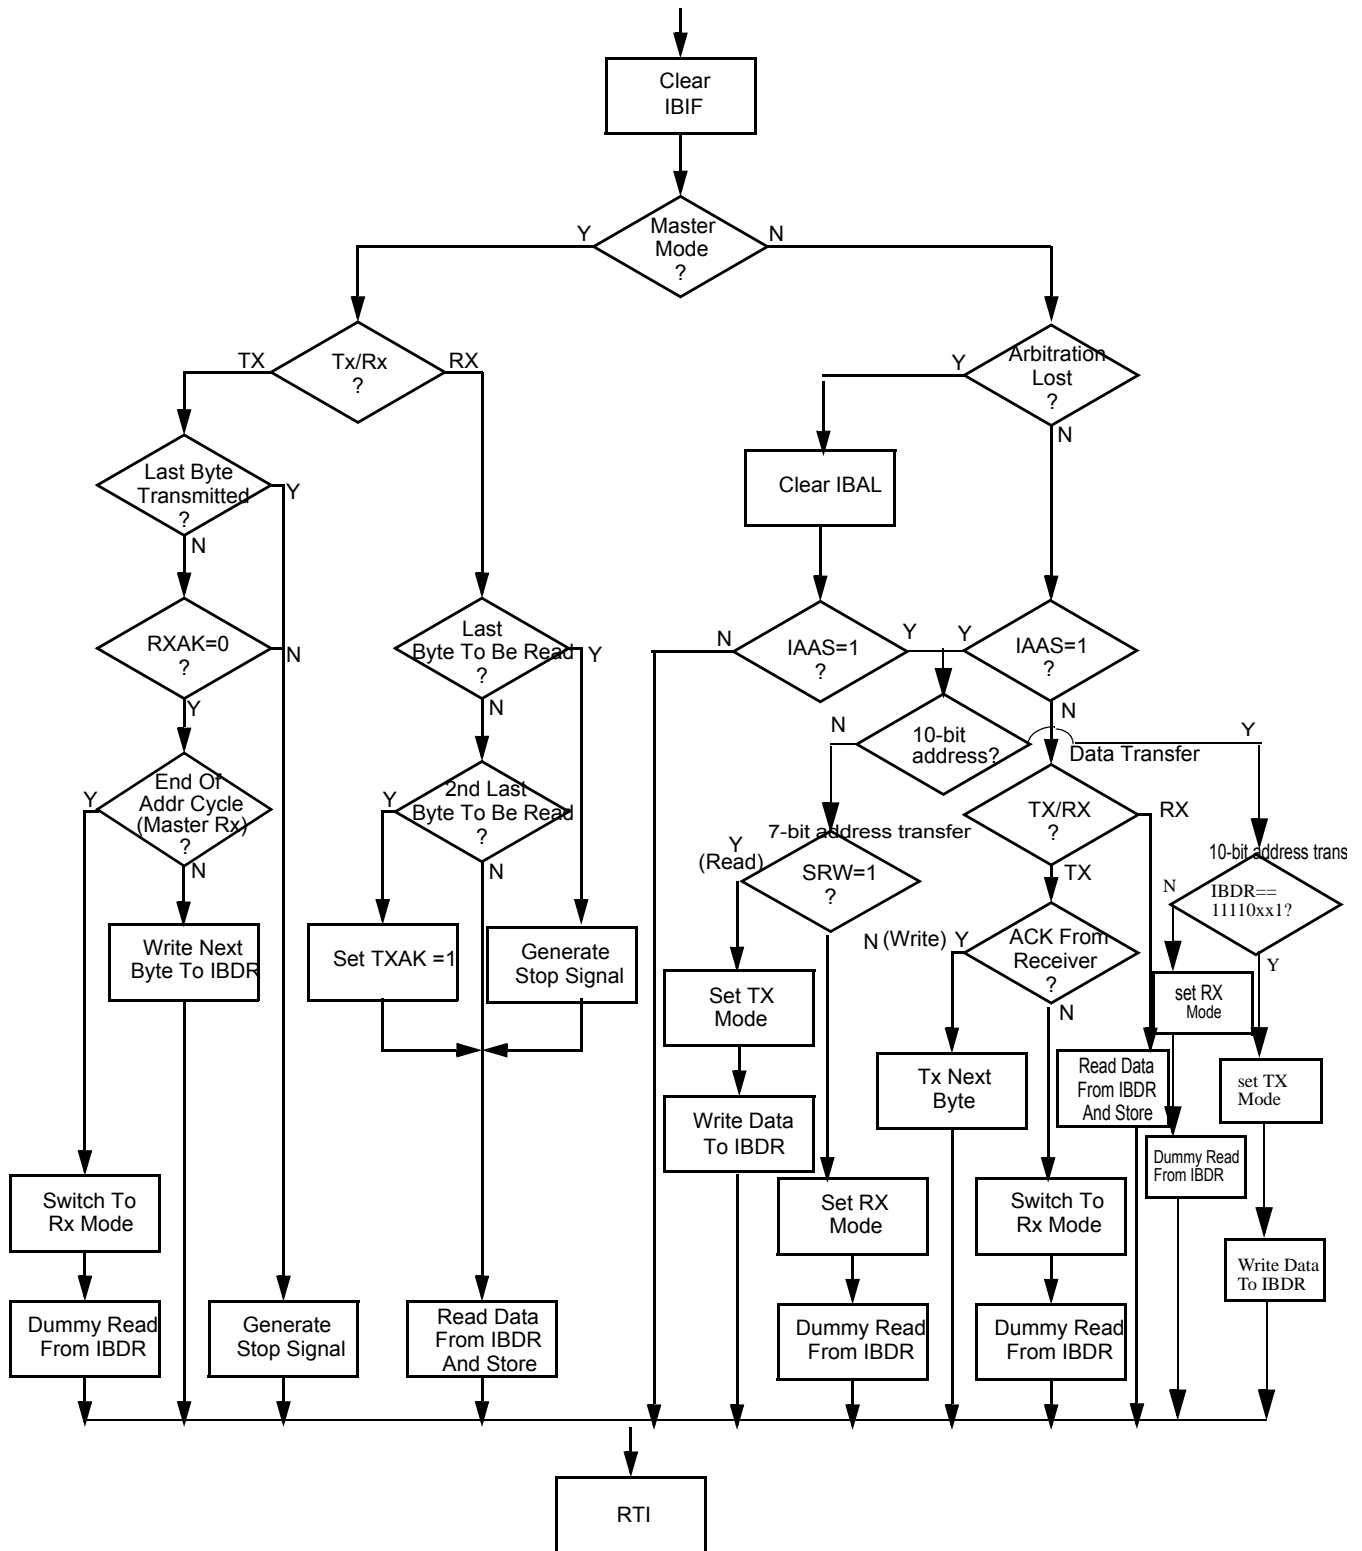 Clear
IBIF
Master
Mode
?
Y
N
Tx/Rx
?
TX
RX
Arbitration
Lost
?
Y
N
Last Byte
Transmitted
?
Y
N
Clear IBAL
RXAK=0
?
N
Y
Last
Byte To Be Read
?
Y
N
IAAS=1
?
N
Y
IAAS=1
?
Y
N
10-bit
address?
N
Y
Data Transfer
End Of
Addr Cycle
(Master Rx)
?
Y
N
2nd Last
Byte To Be Read
?
Y
N
7-bit address transfer
SRW=1
?
Y
(Read)
N (Write)
TX/RX
?
RX
TX
10-bit address trans
IBDR==
11110xx1?
N
Y
Write Next
Byte To IBDR
Set TXAK =1
Generate
Stop Signal
Set TX
Mode
ACK From
Receiver
?
Y
N
set RX
Mode
Tx Next
Byte
Read Data
From IBDR
And Store
set TX
Mode
Write Data
To IBDR
Dummy Read
From IBDR
Switch To
Rx Mode
Set RX
Mode
Switch To
Rx Mode
Write Data
To IBDR
Dummy Read
From IBDR
Generate
Stop Signal
Read Data
From IBDR
And Store
Dummy Read
From IBDR
Dummy Read
From IBDR
RTI